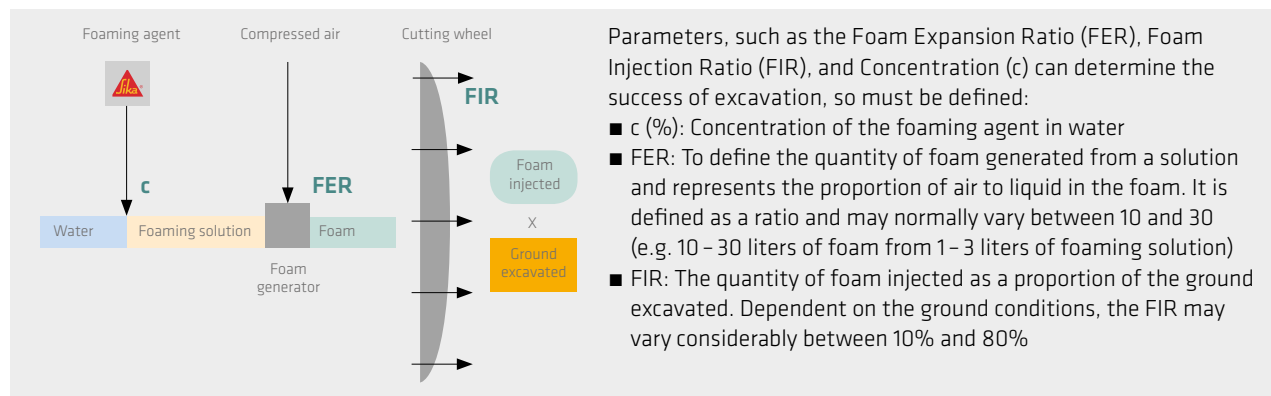 Foaming agent
Compressed air
Cutting wheel
Sika
FIR
c
FER
Water
Foaming solution
Foam
Foam
generator
Foam
injected
X
Ground
excavated
Parameters, such as the Foam Expansion Ratio (FER), Foam
Injection Ratio (FIR), and Concentration (c) can determine the
success of excavation, so must be defined:
■ c (%): Concentration of the foaming agent in water
■ FER: To define the quantity of foam generated from a solution
and represents the proportion of air to liquid in the foam. It is
defined as a ratio and may normally vary between 10 and 30
(e.g. 10 – 30 liters of foam from 1 – 3 liters of foaming solution)
■ FIR: The quantity of foam injected as a proportion of the ground
excavated. Dependent on the ground conditions, the FIR may
vary considerably between 10% and 80%